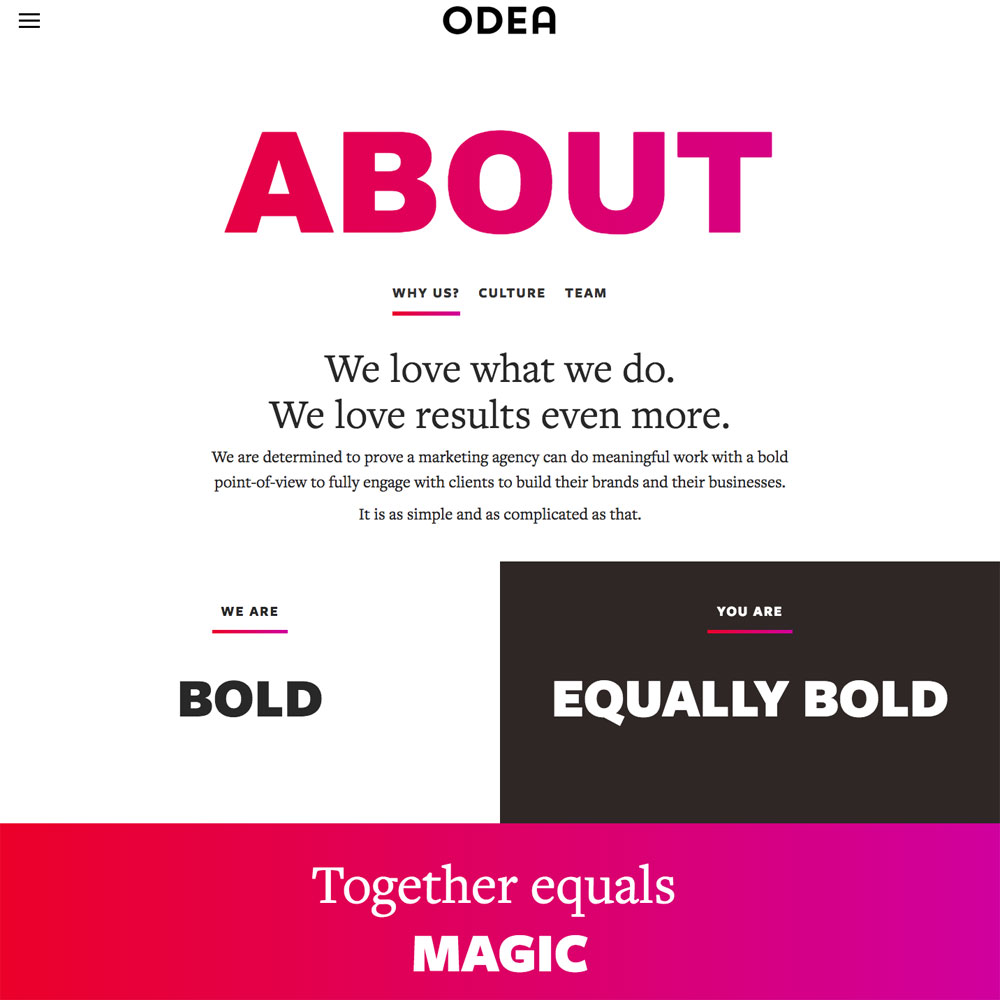 ODEA
ABOUT
WHY US? CULTURE TEAM
We love what we do.
We love results even more.
We are determined to prove a marketing agency can do meaningful work with a bold
point-of-view to fully engage with clients to build their brands and their businesses.
It is as simple and as complicated as that.
WE ARE
BOLD
YOU ARE
EQUALLY BOLD
Together equals
MAGIC